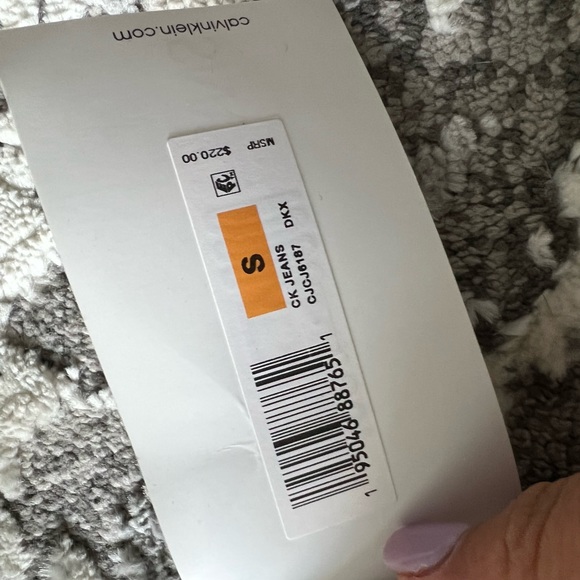 calvinklein.com
MSRP
$220.00
S
CK JEANS
CJCJ6187 DKX
1 95046 88765 1